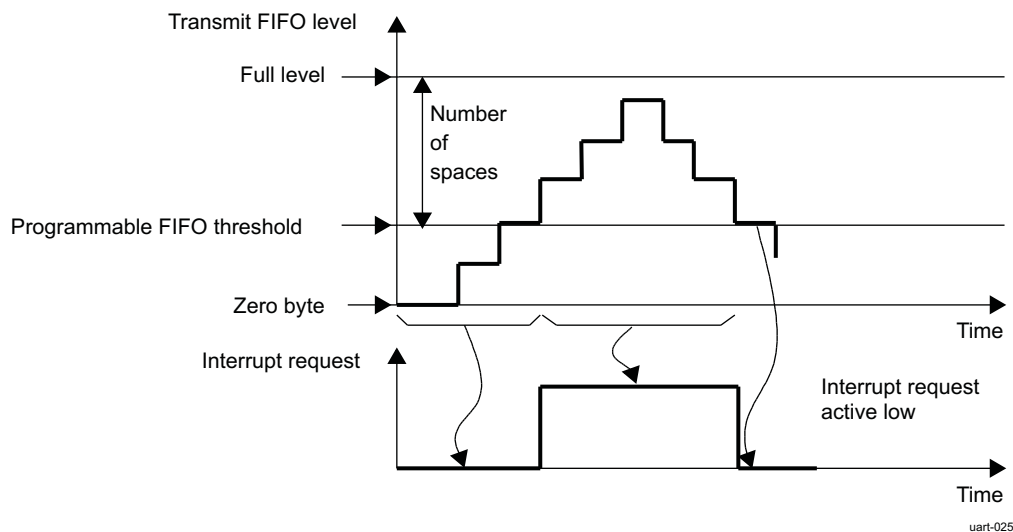 Transmit FIFO level
Full level
Number
of
spaces
Programmable FIFO threshold
Zero byte
Time
Interrupt request
Interrupt request
active low
Time
uart-025